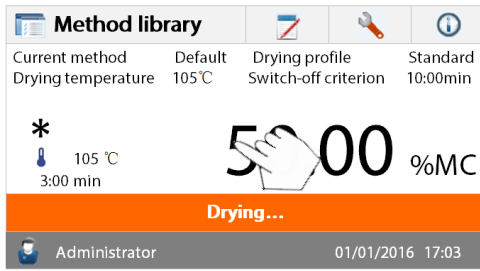 Method library
Current method Default Drying profile Standard
Drying temperature 105℃ Switch-off criterion 10:00min
*
105 ℃
3:00 min
%MC
Drying...
Administrator 01/01/2016 17:03